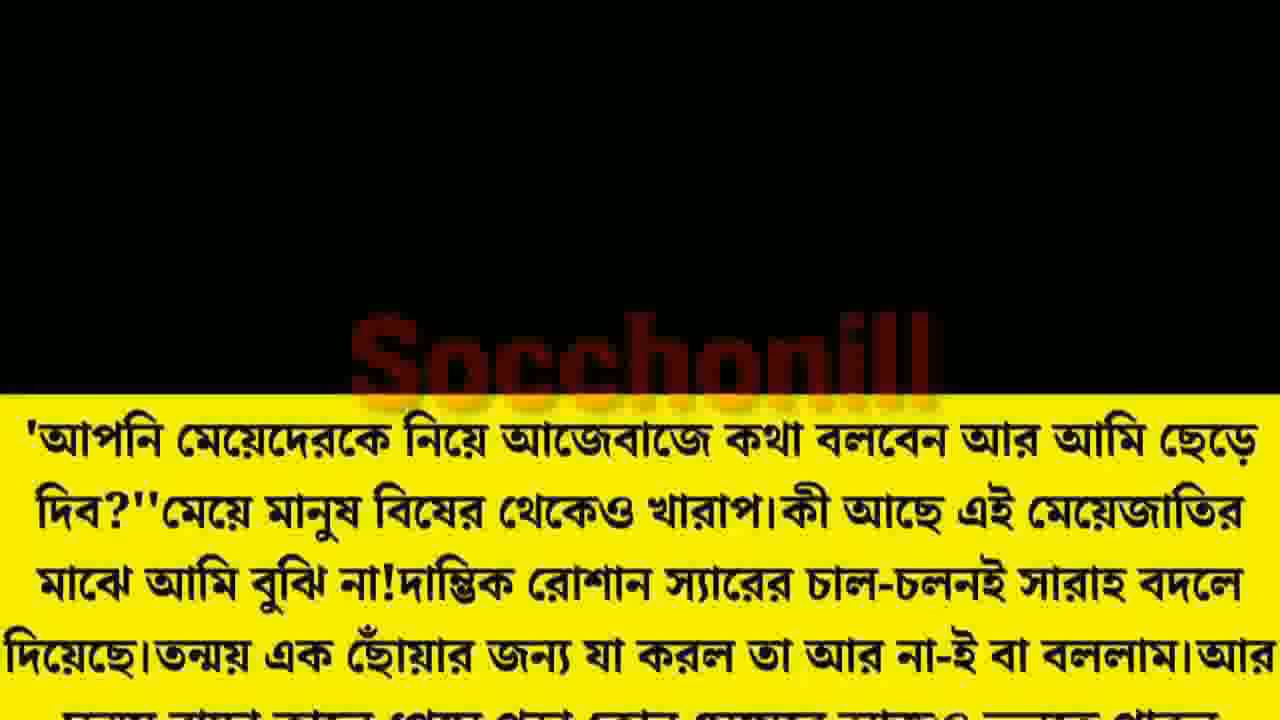 Socchonill
'আপনি মেয়েদেরকে নিয়ে আজেবাজে কথা বলবেন আর আমি ছেড়ে
দিব?''মেয়ে মানুষ বিষের থেকেও খারাপ।কী আছে এই মেয়েজাতির
মাঝে আমি বুঝি না!দাম্ভিক রোশান স্যারের চাল-চলনই সারাহ বদলে
দিয়েছে।তন্ময় এক ছোঁয়ার জন্য যা করল তা আর না-ই বা বললাম।আর